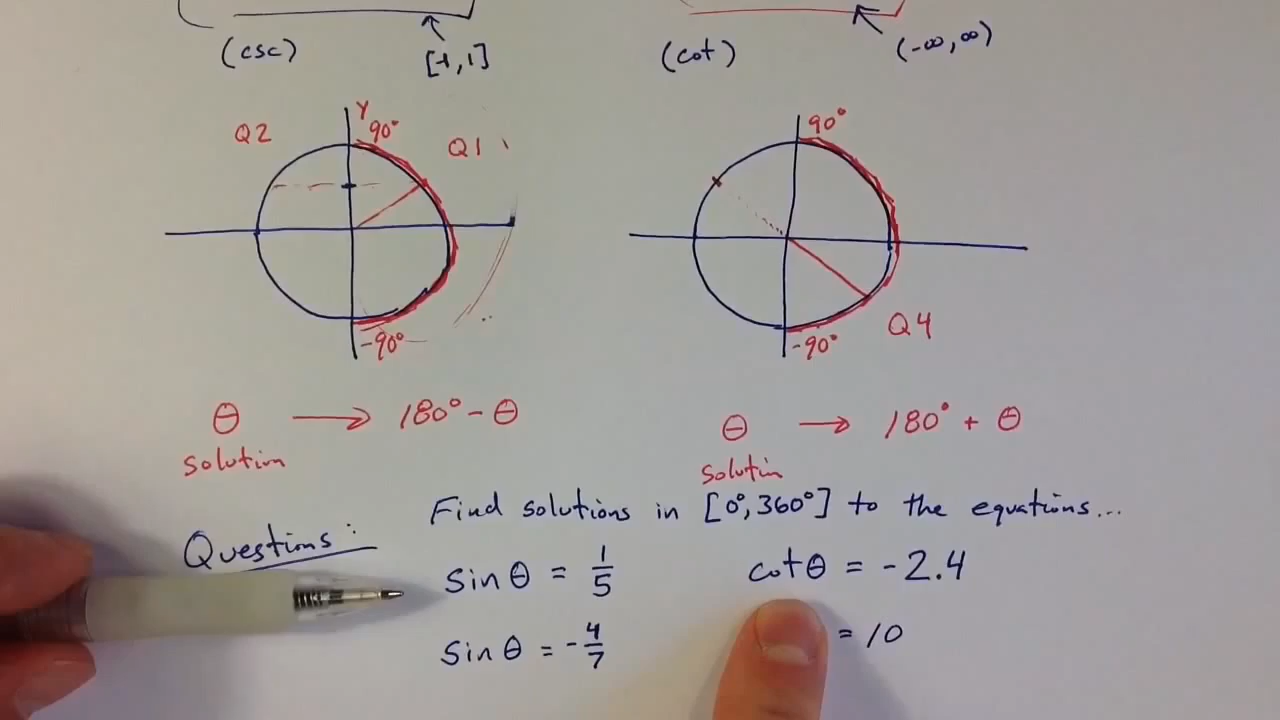 (csc) [-1,1]
(cot) (-∞,∞)
Y
90°
Q2
Q1
-90°
90°
Q4
-90°
θ → 180° - θ
solution
θ → 180° + θ
solutin
Find solutions in [0°,360°] to the equations...
Questions:
sin θ = 1/5
cot θ = -2.4
sin θ = -4/7
= 10